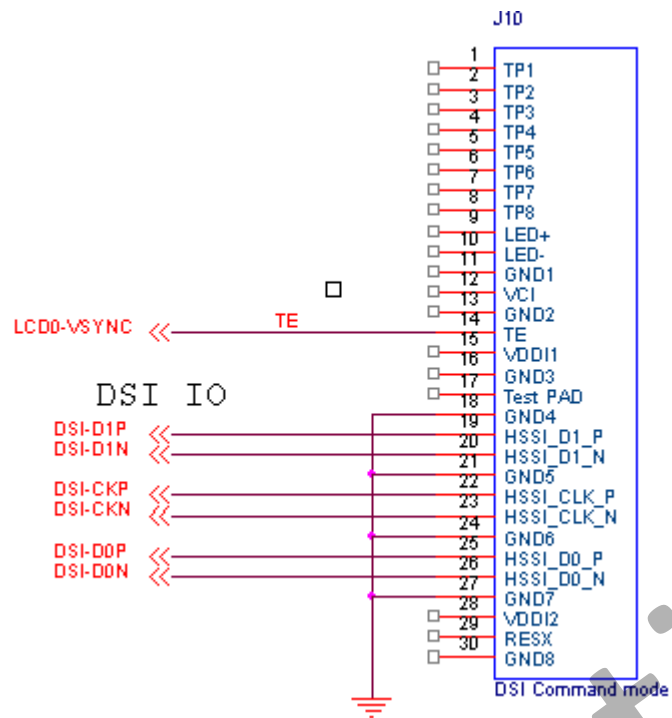 J10
1
TP1
2
TP2
3
TP3
4
TP4
5
TP5
6
TP6
7
TP7
8
TP8
9
LED+
10
LED-
11
GND1
12
VCI
13
GND2
14
LCD0-VSYNC TE TE
15
VDDI1
16
GND3
17
Test PAD
18
DSI IO
GND4
19
DSI-D1P HSSI_D1_P
20
DSI-D1N HSSI_D1_N
21
GND5
22
DSI-CKP HSSI_CLK_P
23
DSI-CKN HSSI_CLK_N
24
GND6
25
DSI-D0P HSSI_D0_P
26
DSI-D0N HSSI_D0_N
27
GND7
28
VDDI2
29
RESX
30
GND8
DSI Command mode